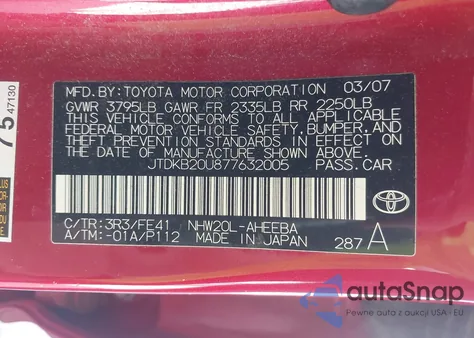 MFD.BY:TOYOTA MOTOR CORPORATION 03/07
GVWR 3795LB GAWR FR 2335LB RR 2250LB
THIS VEHICLE CONFORMS TO ALL APPLICABLE
FEDERAL MOTOR VEHICLE SAFETY,BUMPER,AND
THEFT PREVENTION STANDARDS IN EFFECT ON
THE DATE OF MANUFACTURE SHOWN ABOVE.
JTDKB20U877632005 PASS.CAR
C/TR:3R3/FE41 NHW20L-AHEEBA
A/TM:-01A/P112 MADE IN JAPAN 287 A
TOYOTA
75 47130
autoSnap
Pewne auta z aukcji USA i EU